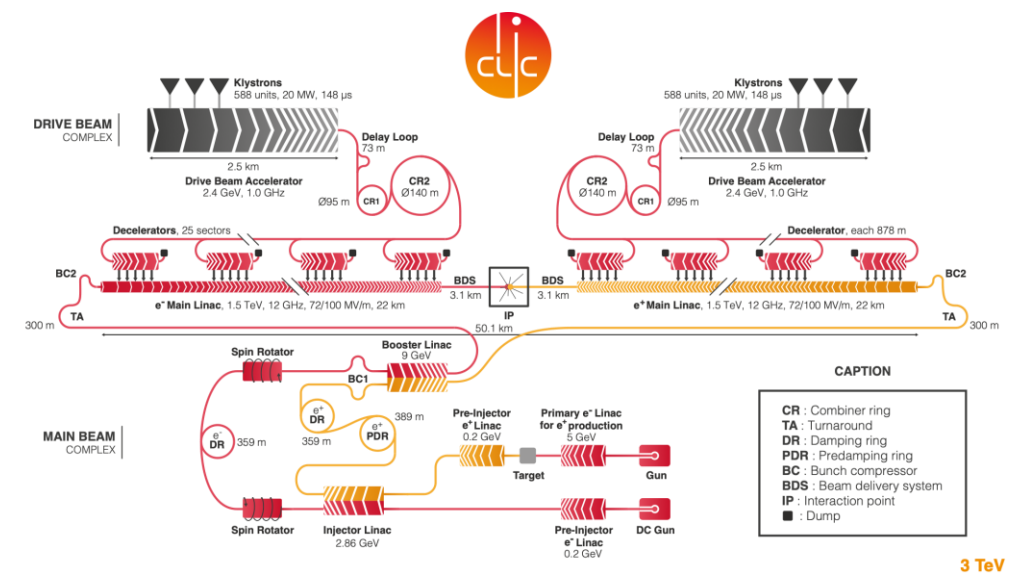 clic
Klystrons
588 units, 20 MW, 148 μs
Klystrons
588 units, 20 MW, 148 μs
DRIVE BEAM
COMPLEX
Delay Loop
73 m
Delay Loop
73 m
2.5 km
2.5 km
Drive Beam Accelerator
2.4 GeV, 1.0 GHz
CR2
Ø140 m
CR1
Ø95 m
CR2
Ø140 m
CR1
Ø95 m
Drive Beam Accelerator
2.4 GeV, 1.0 GHz
Decelerators, 25 sectors
Decelerator, each 878 m
BC2
BDS
3.1 km
BDS
3.1 km
BC2
e⁻ Main Linac, 1.5 TeV, 12 GHz, 72/100 MV/m, 22 km
IP
e⁺ Main Linac, 1.5 TeV, 12 GHz, 72/100 MV/m, 22 km
TA
300 m
TA
300 m
50.1 km
Booster Linac
9 GeV
Spin Rotator
BC1
CAPTION
e⁺
DR
359 m
e⁺
PDR
389 m
MAIN BEAM
COMPLEX
e⁻
DR
359 m
Pre-Injector
e⁺ Linac
0.2 GeV
Primary e⁻ Linac
for e⁺ production
5 GeV
Target
Gun
Spin Rotator
Injector Linac
2.86 GeV
Pre-Injector
e⁻ Linac
0.2 GeV
DC Gun
CR : Combiner ring
TA : Turnaround
DR : Damping ring
PDR : Predamping ring
BC : Bunch compressor
BDS : Beam delivery system
IP : Interaction point
: Dump
3 TeV